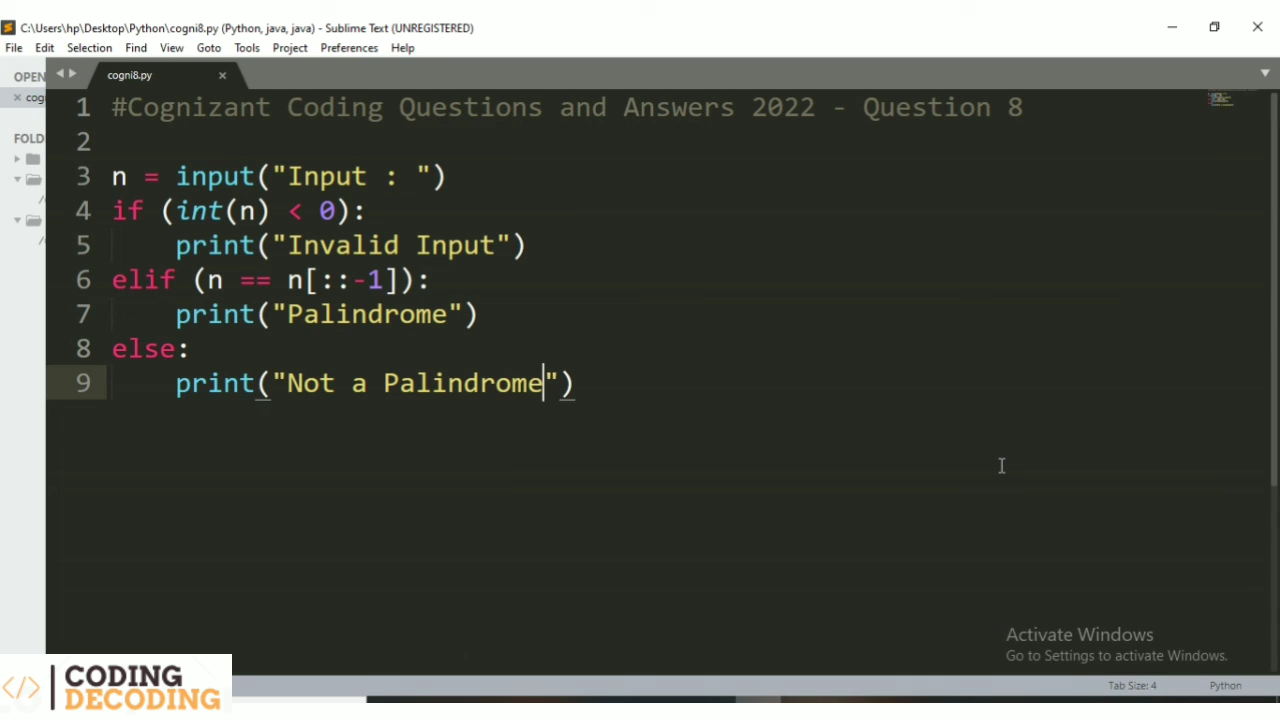 C:\Users\hp\Desktop\Python\cogni8.py (Python, java, java) - Sublime Text (UNREGISTERED)
File Edit Selection Find View Goto Tools Project Preferences Help
OPEN
cogni8.py
cog
FOLD
1 #Cognizant Coding Questions and Answers 2022 - Question 8
2
3 n = input("Input : ")
4 if (int(n) < 0):
5     print("Invalid Input")
6 elif (n == n[::-1]):
7     print("Palindrome")
8 else:
9     print("Not a Palindrome")
Activate Windows
Go to Settings to activate Windows.
Tab Size: 4 Python
</> CODING
DECODING